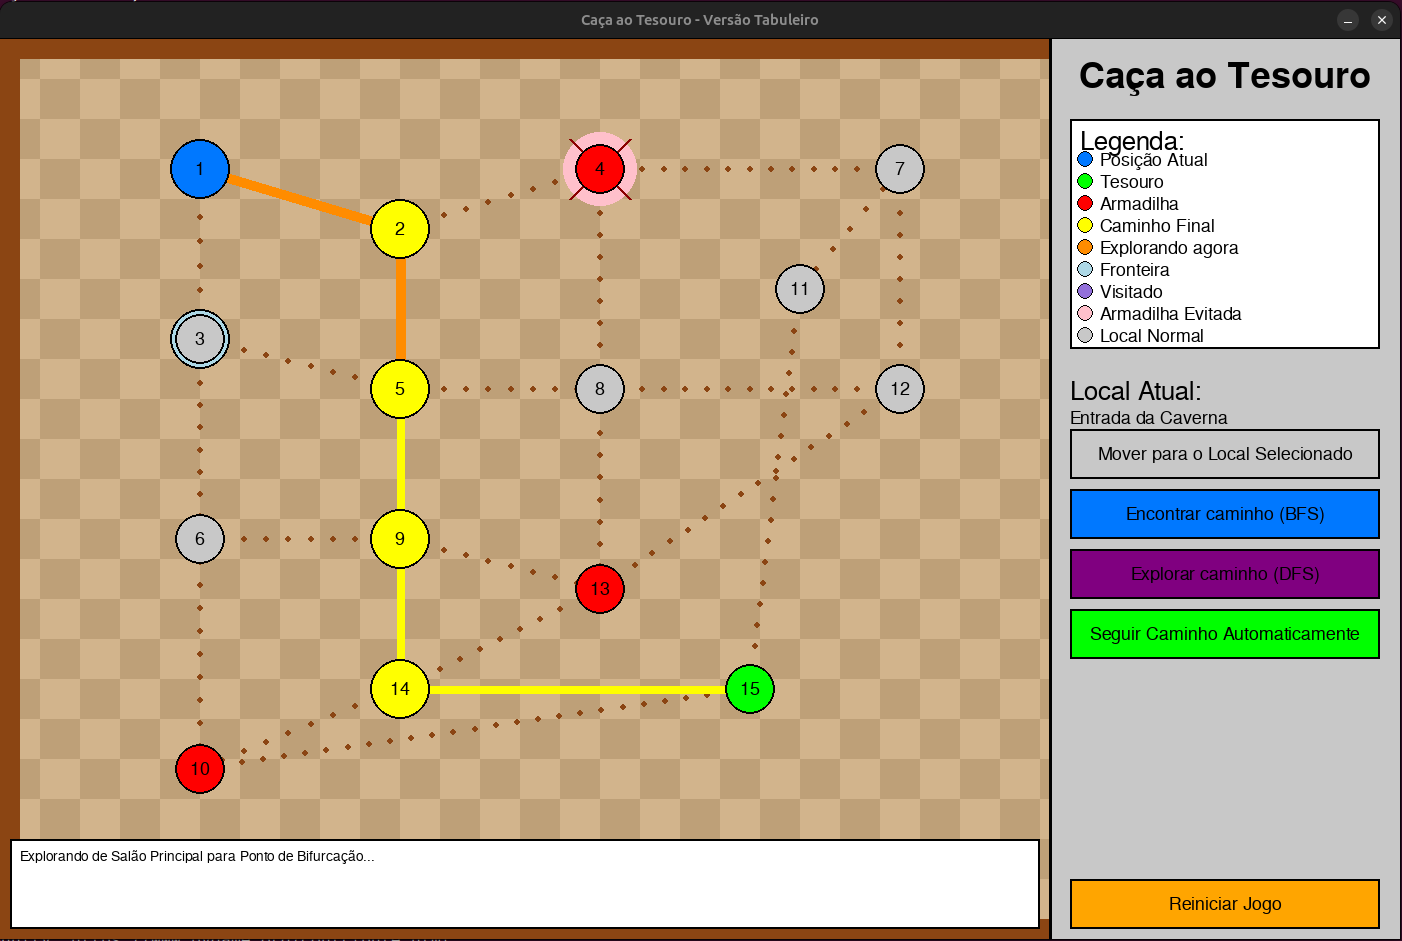 Caça ao Tesouro - Versão Tabuleiro
Caça ao Tesouro
Legenda:
Posição Atual
Tesouro
Armadilha
Caminho Final
Explorando agora
Fronteira
Visitado
Armadilha Evitada
Local Normal
Local Atual:
Entrada da Caverna
Mover para o Local Selecionado
Encontrar caminho (BFS)
Explorar caminho (DFS)
Seguir Caminho Automaticamente
Reiniciar Jogo
1
4
7
2
11
3
5
8
12
6
9
13
14
15
10
Explorando de Salão Principal para Ponto de Bifurcação...